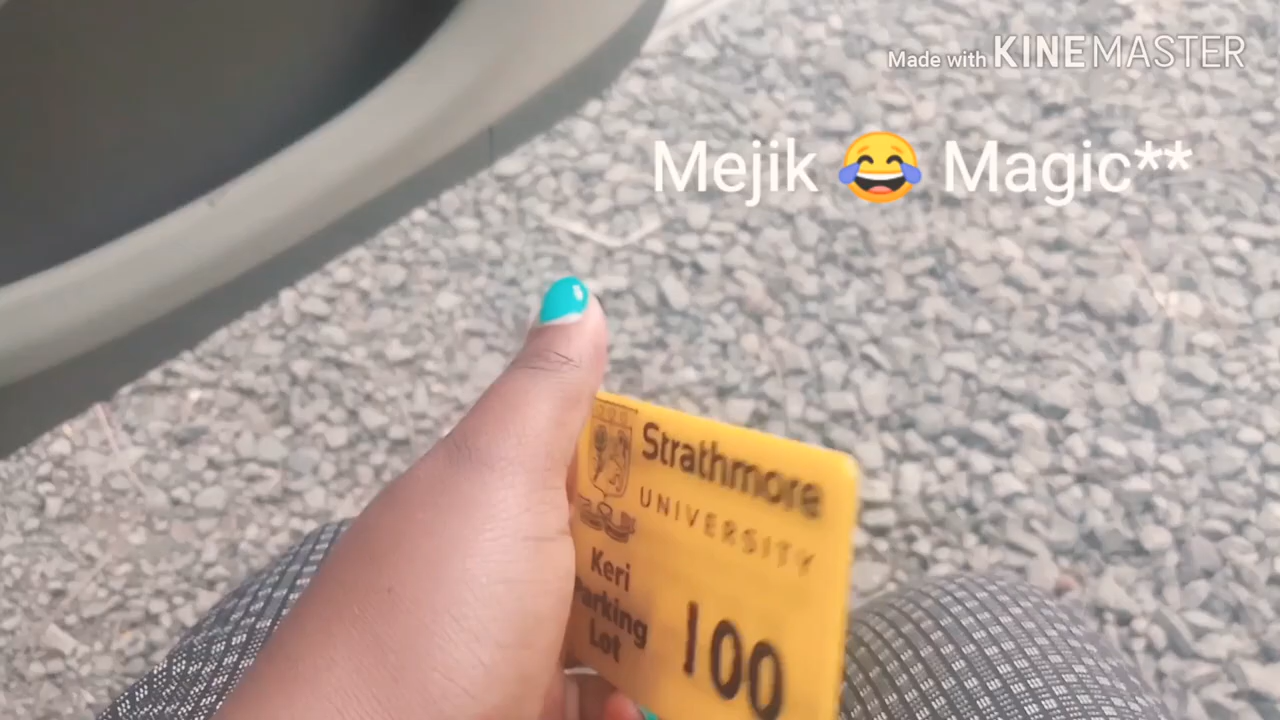 Made with KINEMASTER
Mejik 😂 Magic**
Strathmore
UNIVERSITY
Keri
Parking
Lot
100